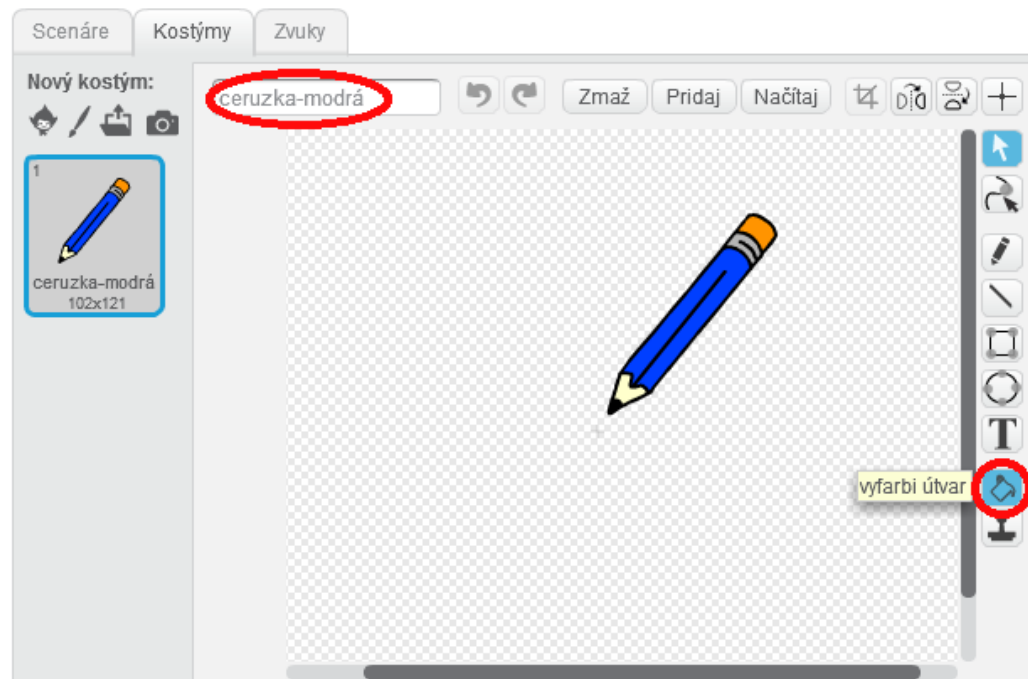 Scenáre
Kostýmy
Zvuky
Nový kostým:
ceruzka-modrá
Zmaž
Pridaj
Načítaj
1
ceruzka-modrá
102x121
T
vyfarbi útvar